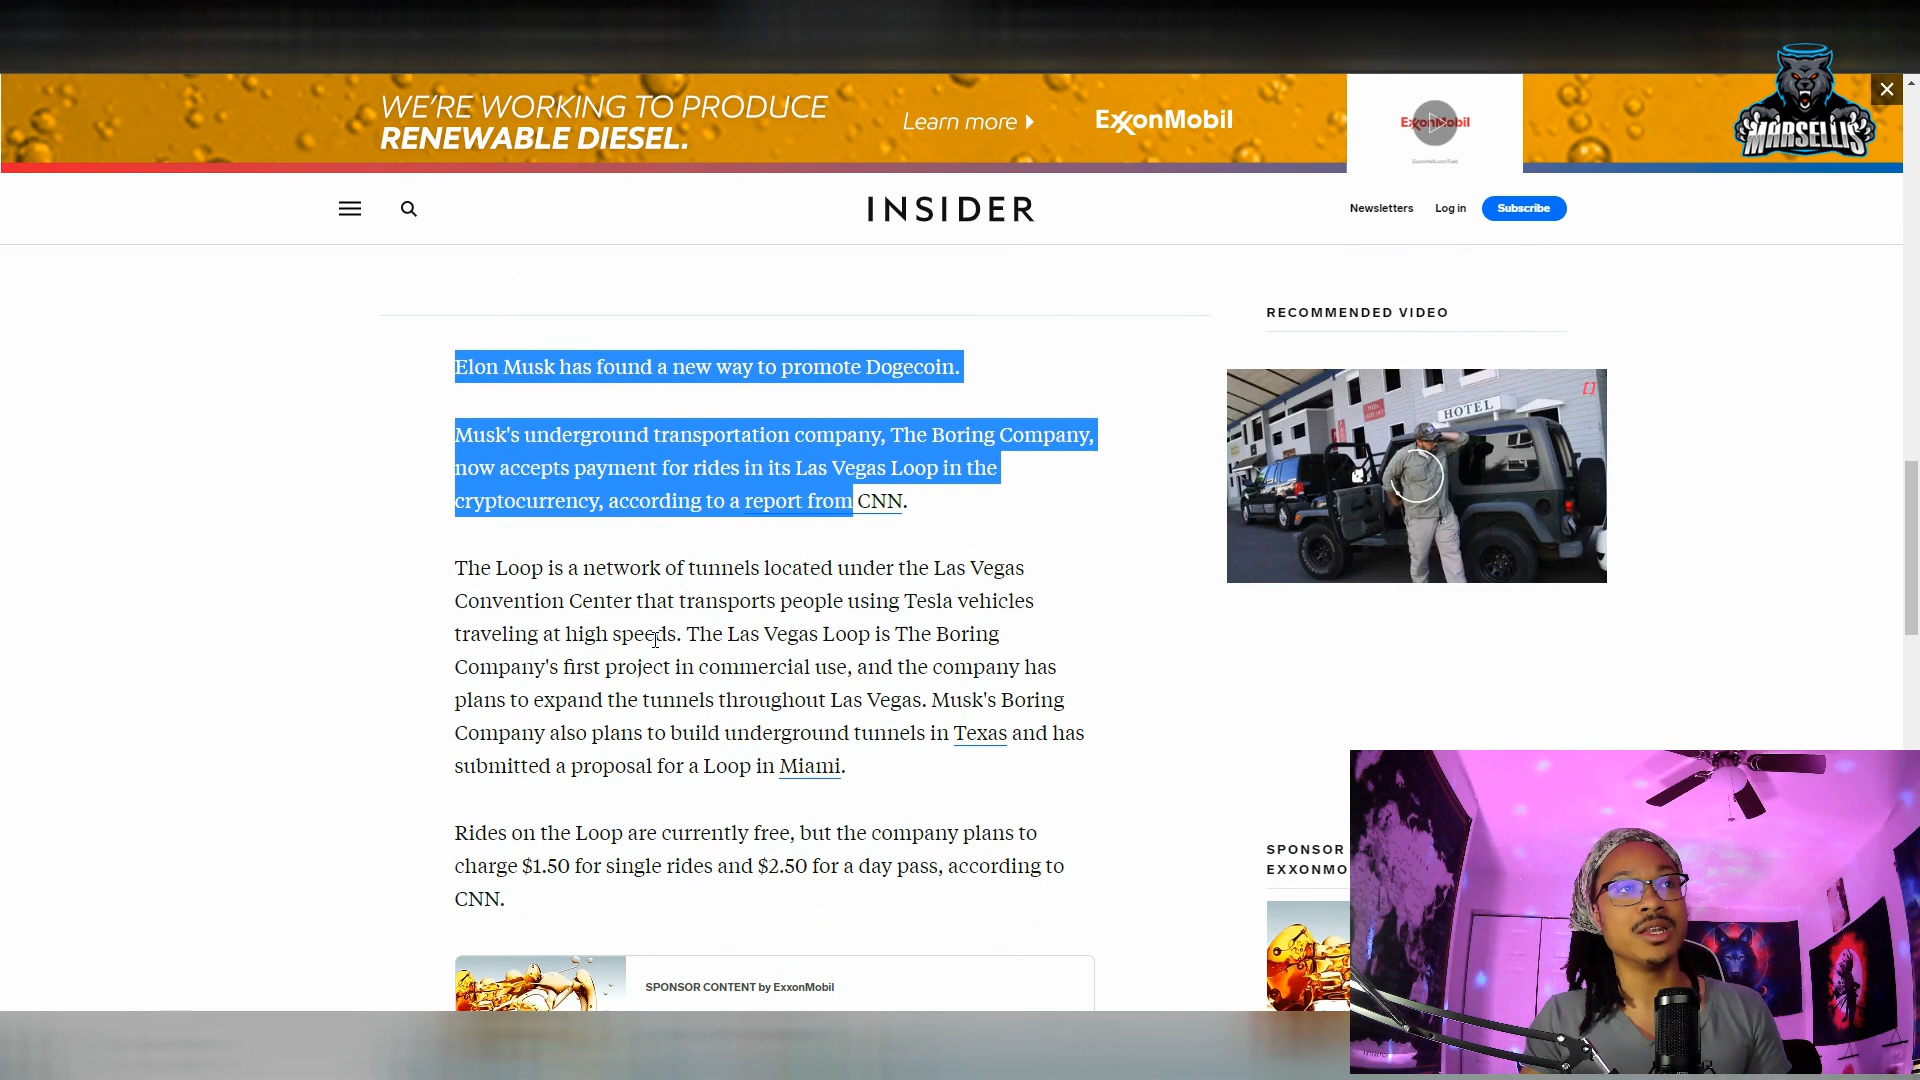 WE'RE WORKING TO PRODUCE
RENEWABLE DIESEL.
Learn more
ExxonMobil
ExxonMobil
MARSELLIS
INSIDER
Newsletters
Log in
Subscribe
Elon Musk has found a new way to promote Dogecoin.
Musk's underground transportation company, The Boring Company,
now accepts payment for rides in its Las Vegas Loop in the
cryptocurrency, according to a report from CNN.
The Loop is a network of tunnels located under the Las Vegas
Convention Center that transports people using Tesla vehicles
traveling at high speeds. The Las Vegas Loop is The Boring
Company's first project in commercial use, and the company has
plans to expand the tunnels throughout Las Vegas. Musk's Boring
Company also plans to build underground tunnels in Texas and has
submitted a proposal for a Loop in Miami.
Rides on the Loop are currently free, but the company plans to
charge $1.50 for single rides and $2.50 for a day pass, according to
CNN.
SPONSOR CONTENT by ExxonMobil
RECOMMENDED VIDEO
HOTEL
SPONSOR
EXXONMO